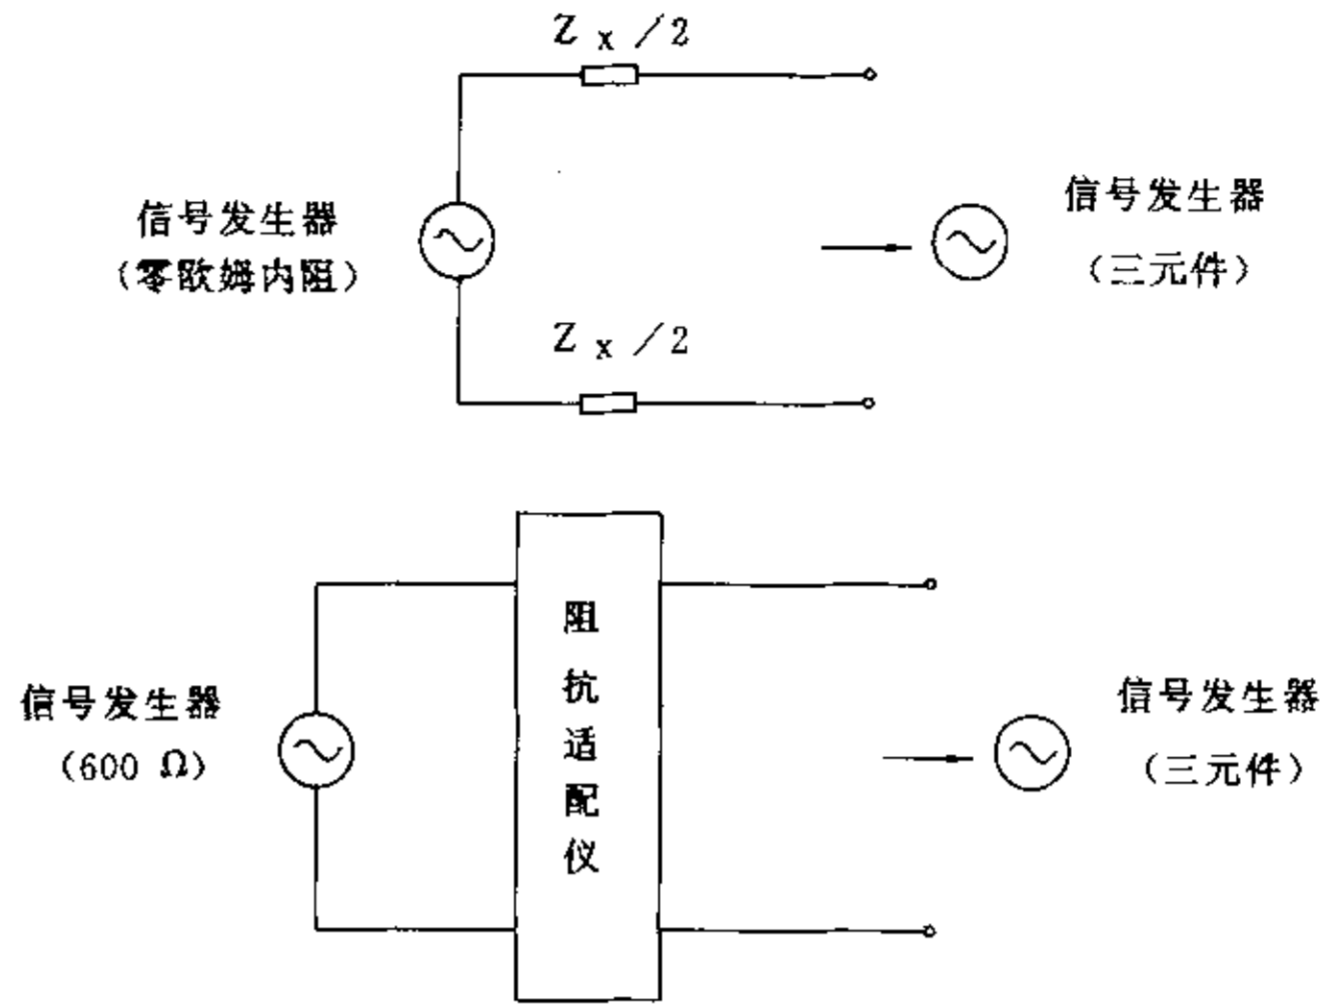 Z x /2
信号发生器
（零欧姆内阻）
信号发生器
（三元件）
Z x /2
阻
抗
适
配
仪
信号发生器
（600 Ω）
信号发生器
（三元件）